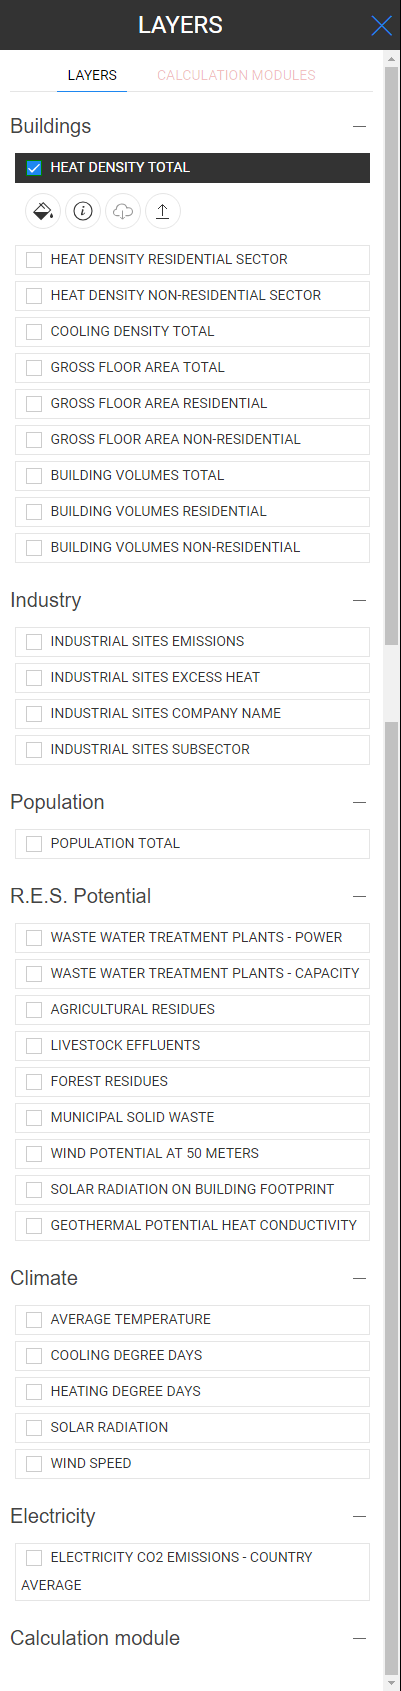 LAYERS
LAYERS CALCULATION MODULES
Buildings
HEAT DENSITY TOTAL
HEAT DENSITY RESIDENTIAL SECTOR
HEAT DENSITY NON-RESIDENTIAL SECTOR
COOLING DENSITY TOTAL
GROSS FLOOR AREA TOTAL
GROSS FLOOR AREA RESIDENTIAL
GROSS FLOOR AREA NON-RESIDENTIAL
BUILDING VOLUMES TOTAL
BUILDING VOLUMES RESIDENTIAL
BUILDING VOLUMES NON-RESIDENTIAL
Industry
INDUSTRIAL SITES EMISSIONS
INDUSTRIAL SITES EXCESS HEAT
INDUSTRIAL SITES COMPANY NAME
INDUSTRIAL SITES SUBSECTOR
Population
POPULATION TOTAL
R.E.S. Potential
WASTE WATER TREATMENT PLANTS - POWER
WASTE WATER TREATMENT PLANTS - CAPACITY
AGRICULTURAL RESIDUES
LIVESTOCK EFFLUENTS
FOREST RESIDUES
MUNICIPAL SOLID WASTE
WIND POTENTIAL AT 50 METERS
SOLAR RADIATION ON BUILDING FOOTPRINT
GEOTHERMAL POTENTIAL HEAT CONDUCTIVITY
Climate
AVERAGE TEMPERATURE
COOLING DEGREE DAYS
HEATING DEGREE DAYS
SOLAR RADIATION
WIND SPEED
Electricity
ELECTRICITY CO2 EMISSIONS - COUNTRY
AVERAGE
Calculation module